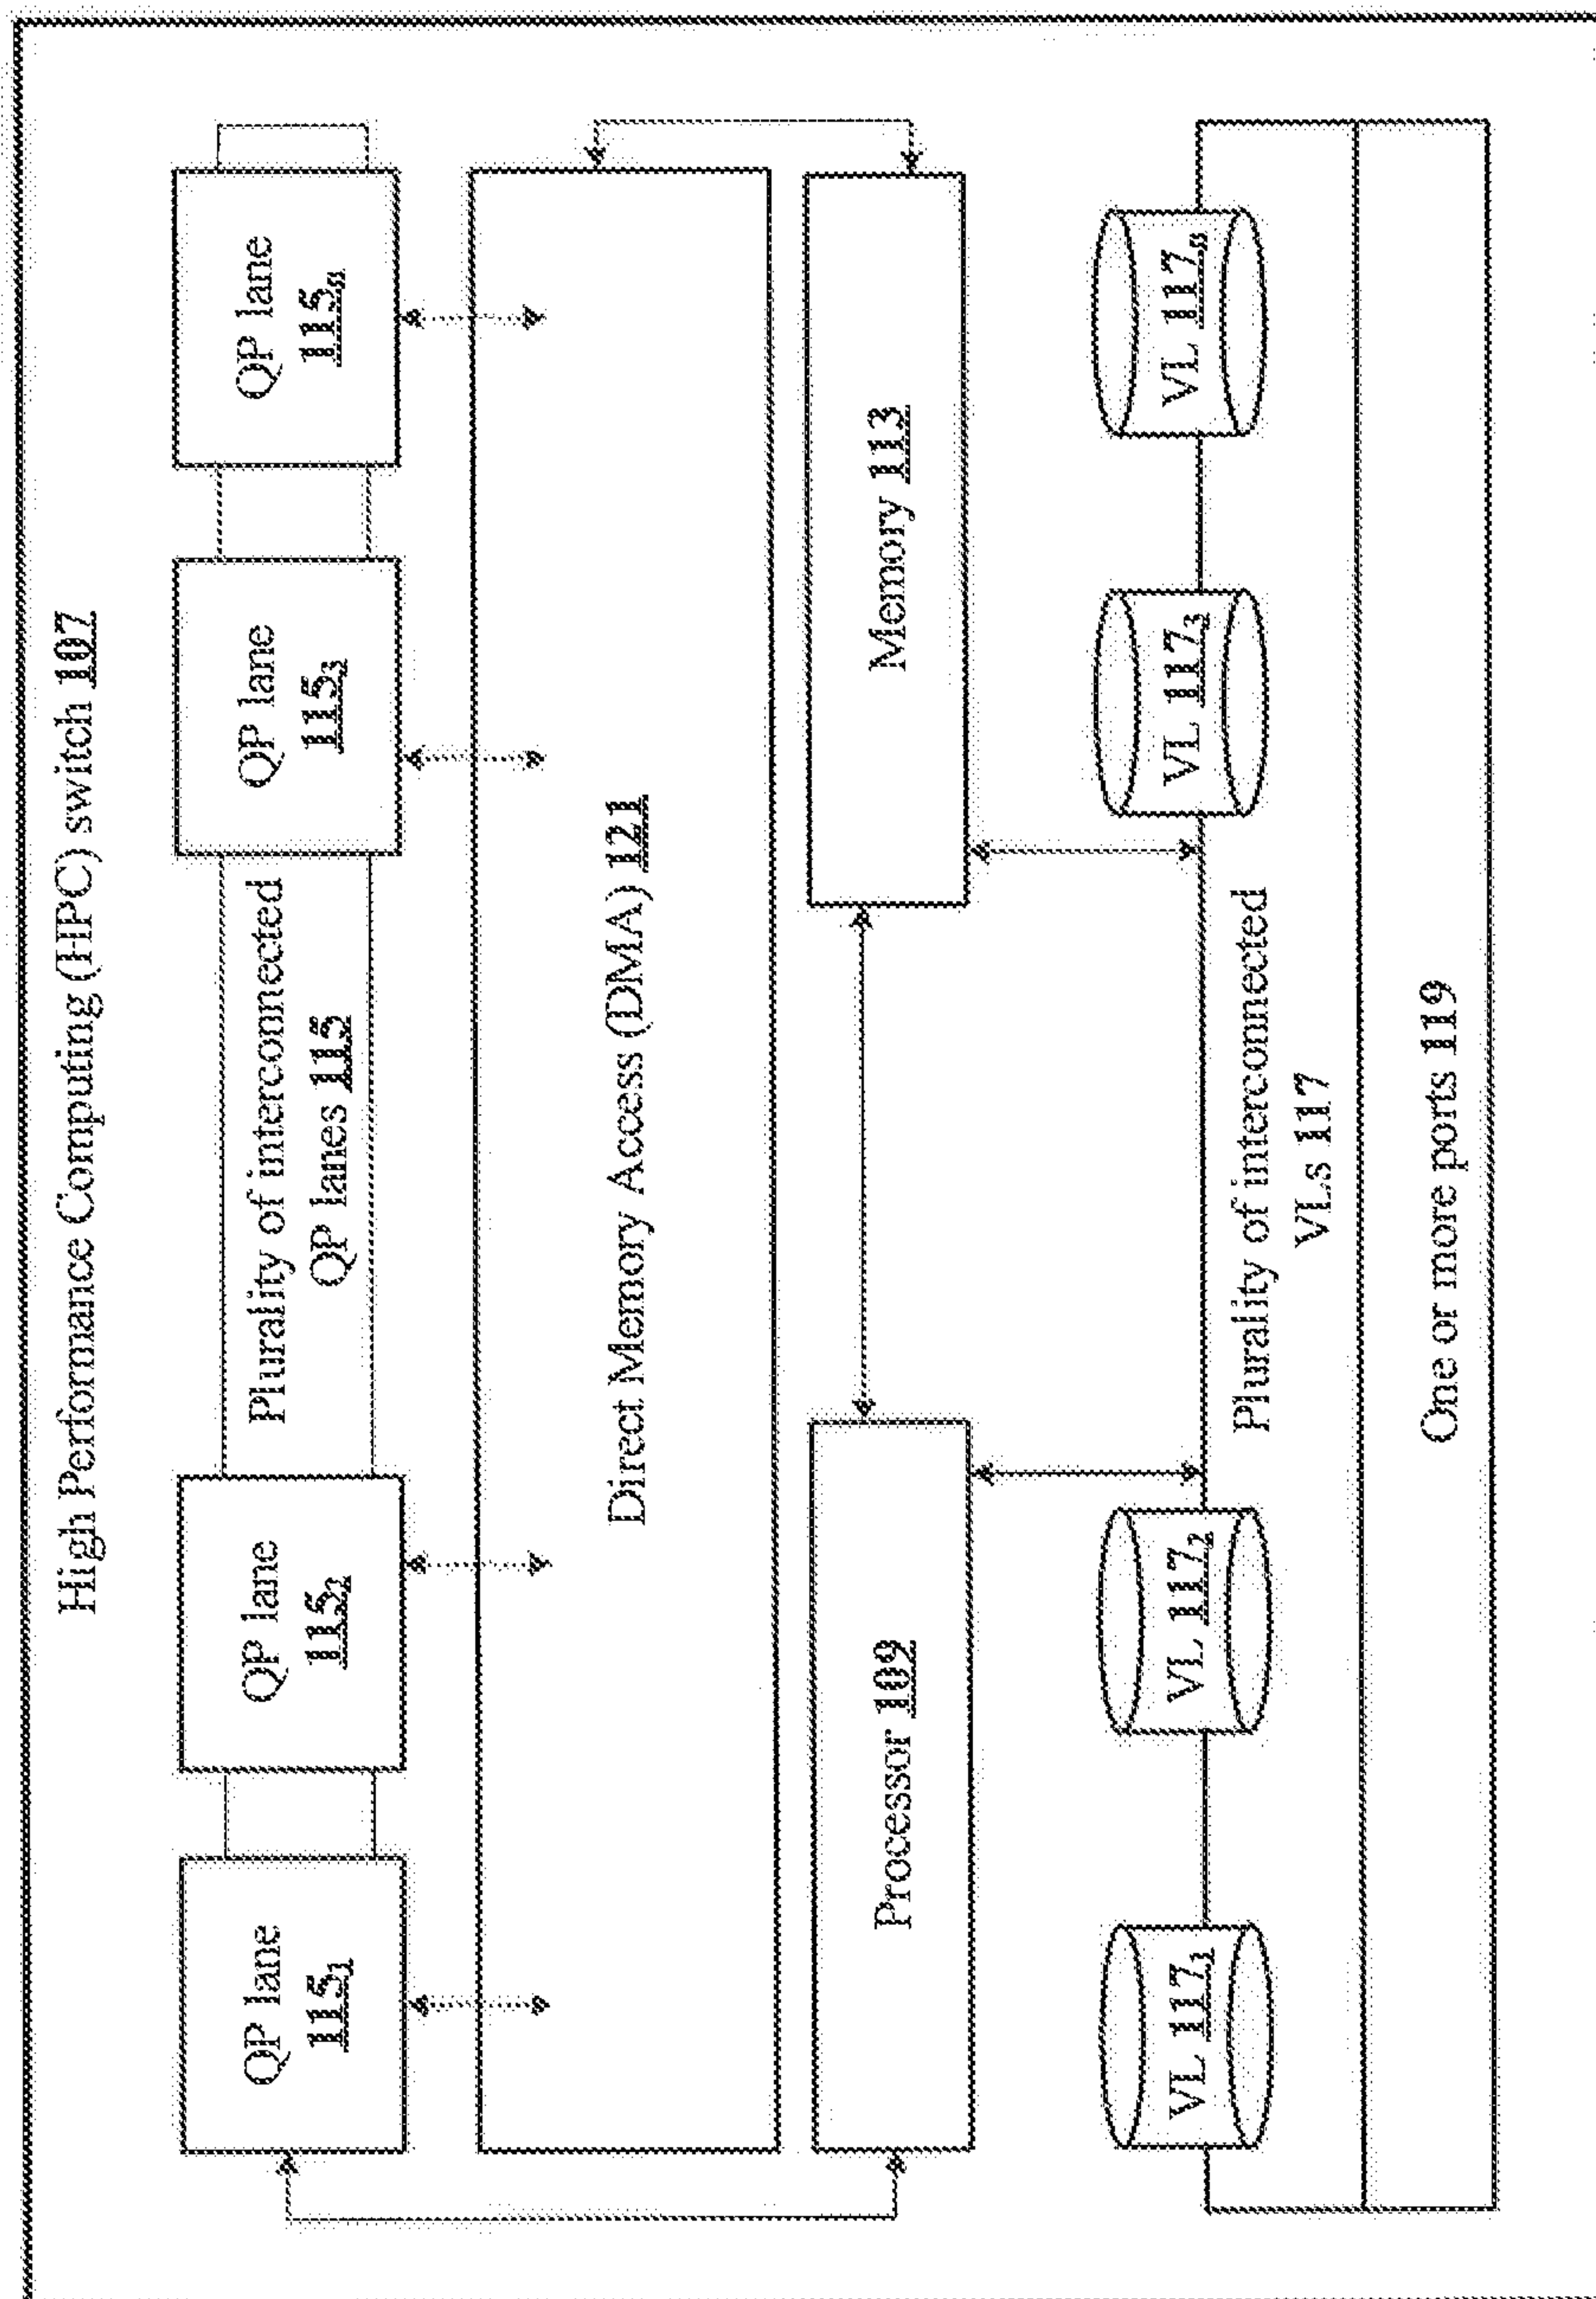 High Performance Computing (HPC) switch 107
QP lane
115₁
QP lane
115₂
Plurality of interconnected
QP lanes 115
QP lane
115₃
QP lane
115ₙ
Direct Memory Access (DMA) 121
Processor 109
Memory 113
VL 117₁
VL 117₂
Plurality of interconnected
VLs 117
VL 117₃
VL 117ₙ
One or more ports 119